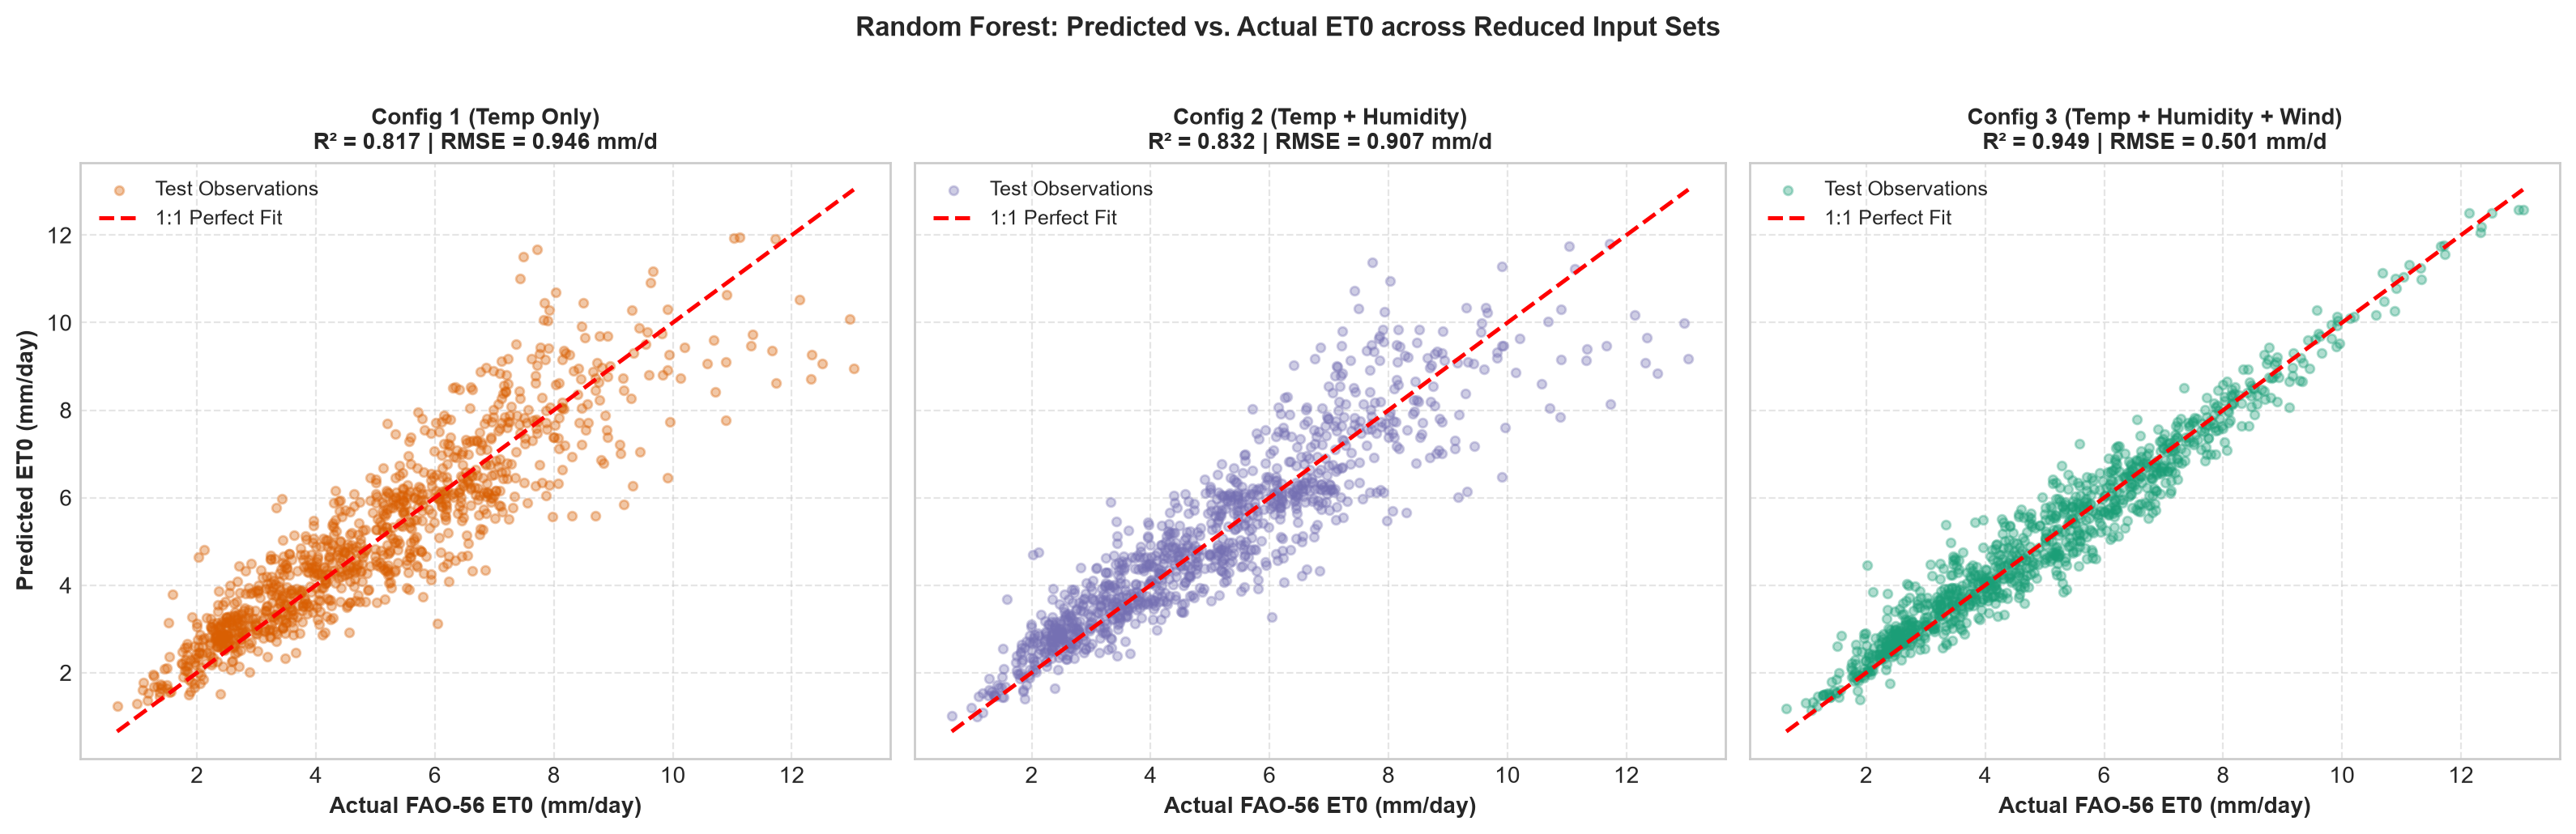 Random Forest: Predicted vs. Actual ET0 across Reduced Input Sets
Config 1 (Temp Only)
R² = 0.817 | RMSE = 0.946 mm/d
Test Observations
1:1 Perfect Fit
Predicted ET0 (mm/day)
12
10
8
6
4
2
2 4 6 8 10 12
Actual FAO-56 ET0 (mm/day)
Config 2 (Temp + Humidity)
R² = 0.832 | RMSE = 0.907 mm/d
Test Observations
1:1 Perfect Fit
2 4 6 8 10 12
Actual FAO-56 ET0 (mm/day)
Config 3 (Temp + Humidity + Wind)
R² = 0.949 | RMSE = 0.501 mm/d
Test Observations
1:1 Perfect Fit
2 4 6 8 10 12
Actual FAO-56 ET0 (mm/day)